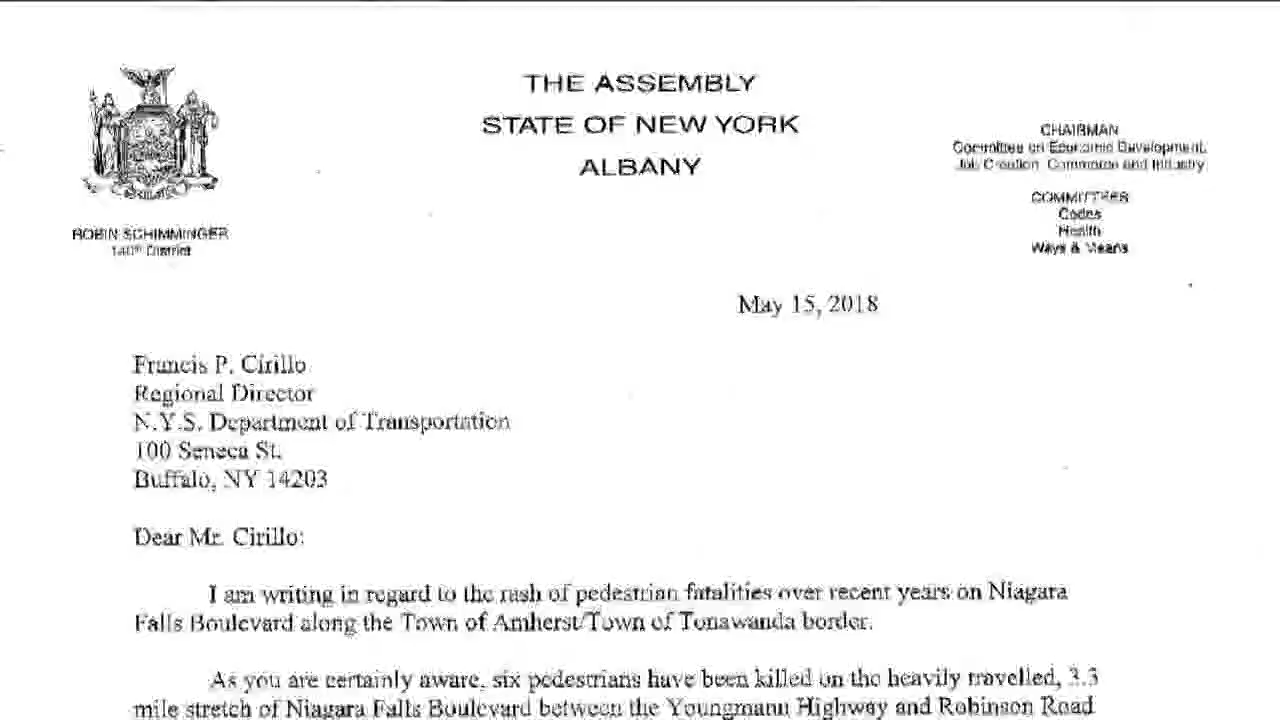 THE ASSEMBLY
STATE OF NEW YORK
ALBANY
CHAIRMAN
Committee on Economic Development,
Job Creation, Commerce and Industry
COMMITTEES
Codes
Health
Ways & Means
ROBIN SCHIMMINGER
140th District
May 15, 2018
Francis P. Cirillo
Regional Director
N.Y.S. Department of Transportation
100 Seneca St.
Buffalo, NY 14203
Dear Mr. Cirillo:
I am writing in regard to the rash of pedestrian fatalities over recent years on Niagara
Falls Boulevard along the Town of Amherst/Town of Tonawanda border.
As you are certainly aware, six pedestrians have been killed on the heavily travelled, 3.3
mile stretch of Niagara Falls Boulevard between the Youngmann Highway and Robinson Road